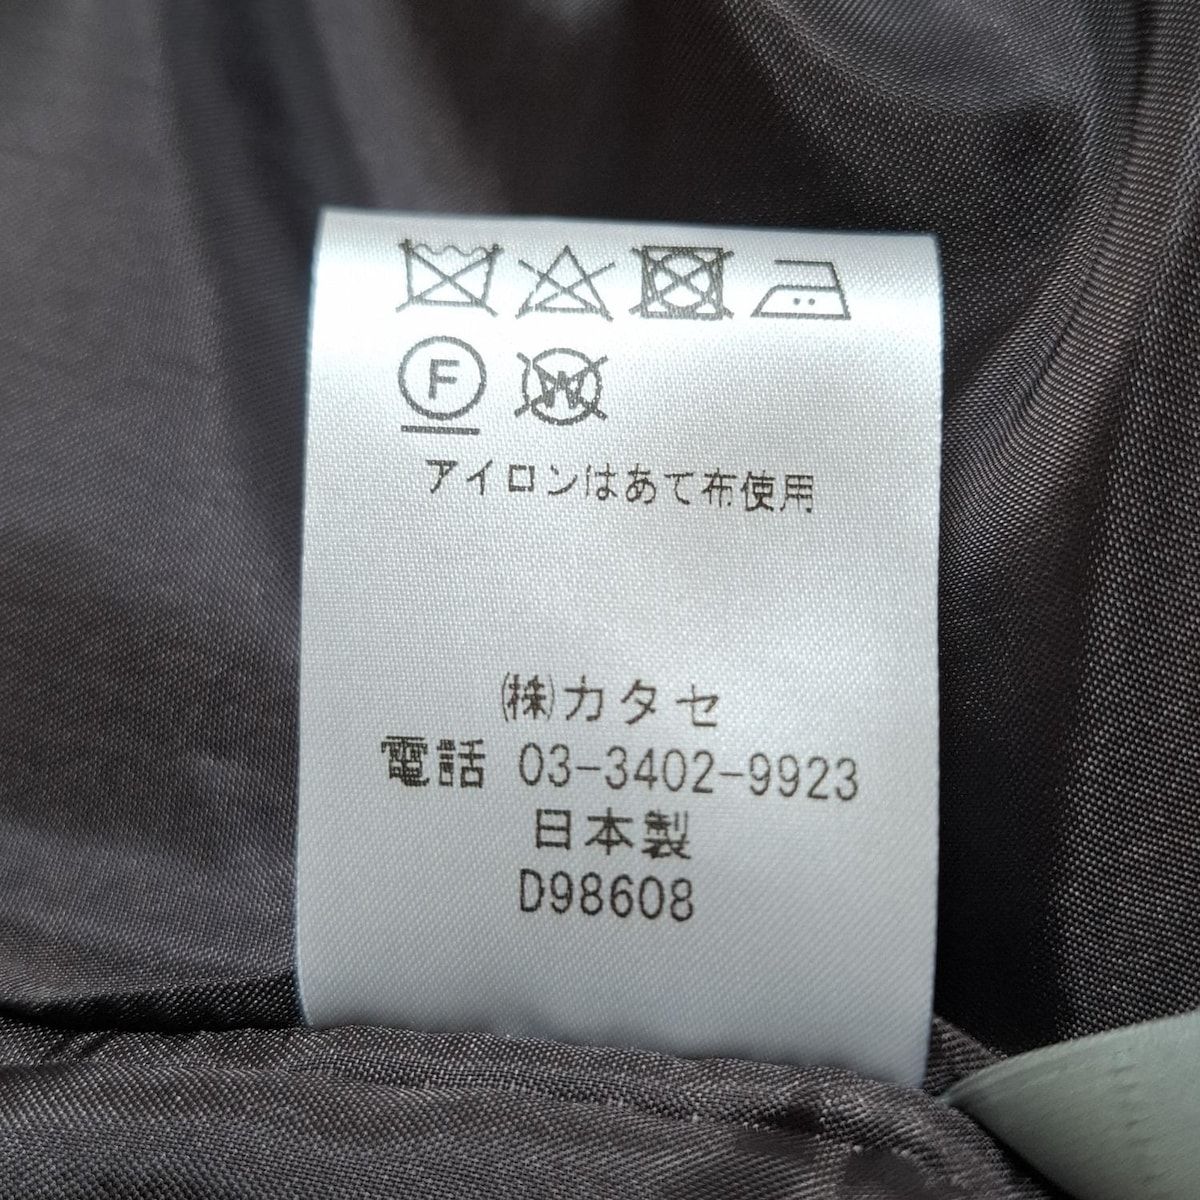 F W
アイロンはあて布使用
㈱カタセ
電話 03-3402-9923
日本製
D98608